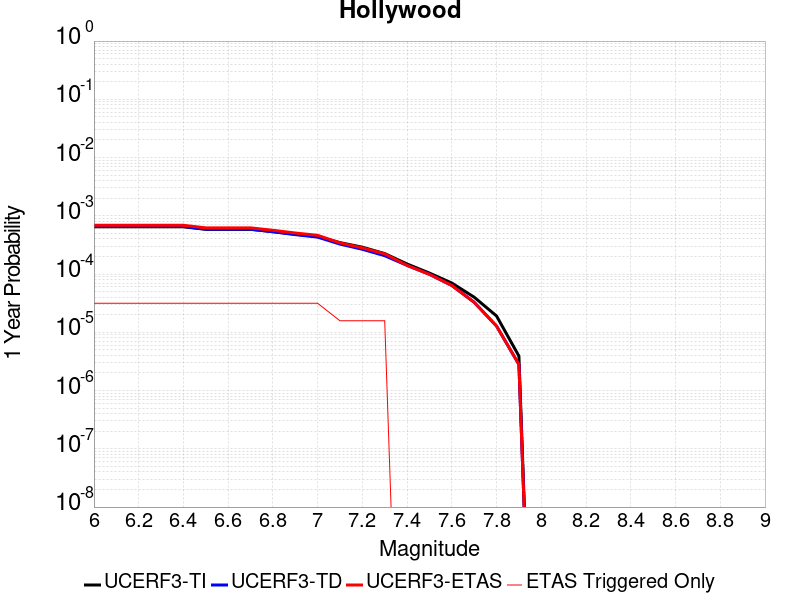 Hollywood
10^0
10^-1
10^-2
10^-3
10^-4
10^-5
10^-6
10^-7
10^-8
1 Year Probability
6 6.2 6.4 6.6 6.8 7 7.2 7.4 7.6 7.8 8 8.2 8.4 8.6 8.8 9
Magnitude
UCERF3-TI UCERF3-TD UCERF3-ETAS ETAS Triggered Only